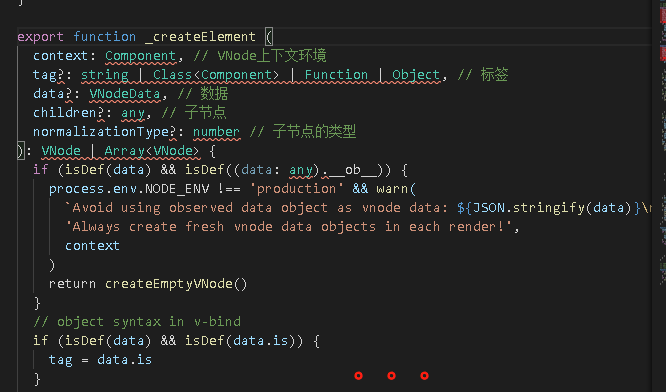 }
export function _createElement (
  context: Component, // VNode上下文环境
  tag?: string | Class<Component> | Function | Object, // 标签
  data?: VNodeData, // 数据
  children?: any, // 子节点
  normalizationType?: number // 子节点的类型
): VNode | Array<VNode> {
  if (isDef(data) && isDef((data: any).__ob__)) {
    process.env.NODE_ENV !== 'production' && warn(
      `Avoid using observed data object as vnode data: ${JSON.stringify(data)}\n
      'Always create fresh vnode data objects in each render!',
      context
    )
    return createEmptyVNode()
  }
  // object syntax in v-bind
  if (isDef(data) && isDef(data.is)) {
    tag = data.is
  }